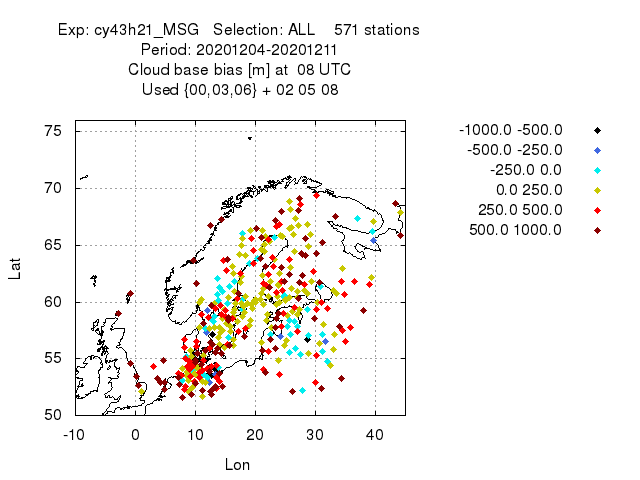 Exp: cy43h21_MSG   Selection: ALL    571 stations
Period: 20201204-20201211
Cloud base bias [m] at  08 UTC
Used {00,03,06} + 02 05 08
-1000.0 -500.0
-500.0 -250.0
-250.0 0.0
0.0 250.0
250.0 500.0
500.0 1000.0
75
70
65
60
55
50
Lat
-10 0 10 20 30 40
Lon